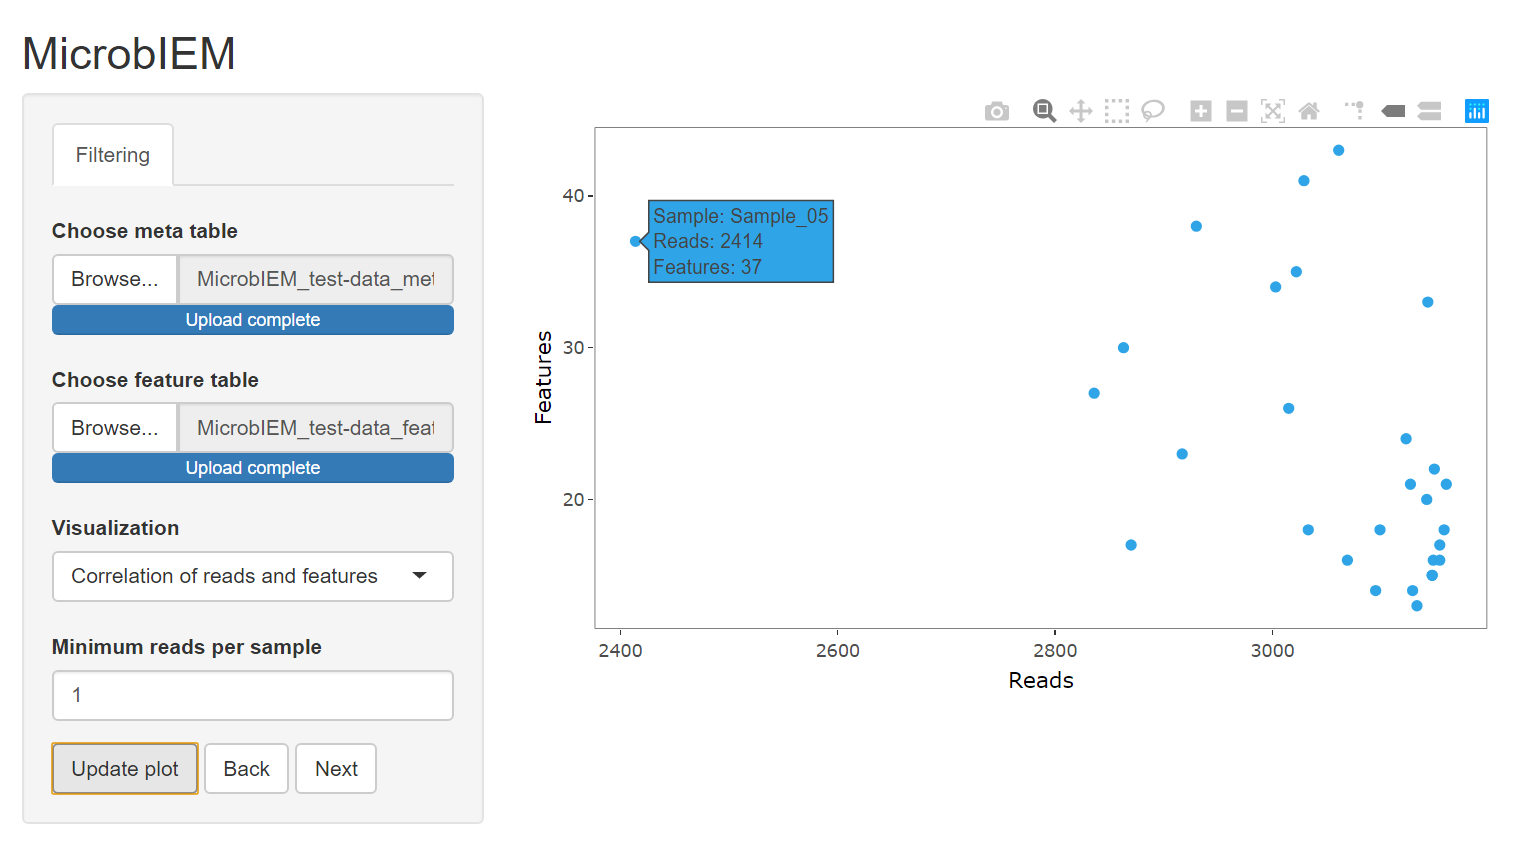 MicrobIEM
Filtering
Choose meta table
Browse... MicrobIEM_test-data_met
Upload complete
Choose feature table
Browse... MicrobIEM_test-data_feat
Upload complete
Visualization
Correlation of reads and features
Minimum reads per sample
1
Update plot Back Next
Features
40
30
20
Sample: Sample_05
Reads: 2414
Features: 37
2400 2600 2800 3000
Reads